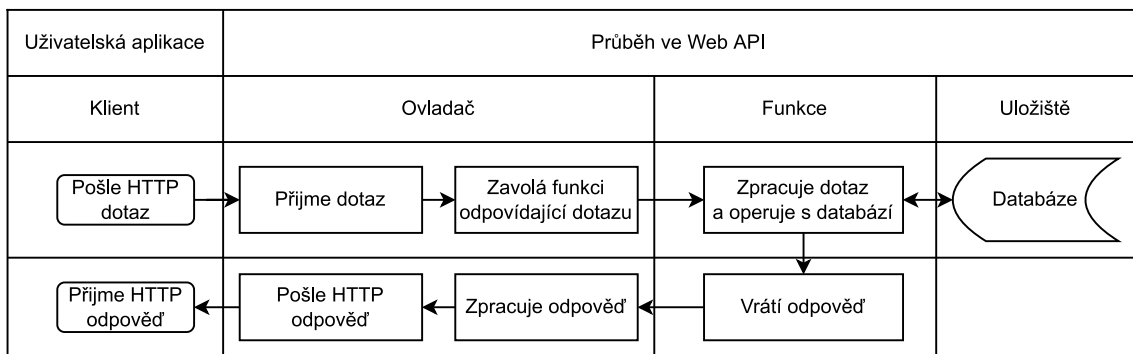 Uživatelská aplikace
Průběh ve Web API
Klient
Ovladač
Funkce
Uložiště
Pošle HTTP
dotaz
Přijme dotaz
Zavolá funkci
odpovídající dotazu
Zpracuje dotaz
a operuje s databází
Databáze
Přijme HTTP
odpověď
Pošle HTTP
odpověď
Zpracuje odpověď
Vrátí odpověď